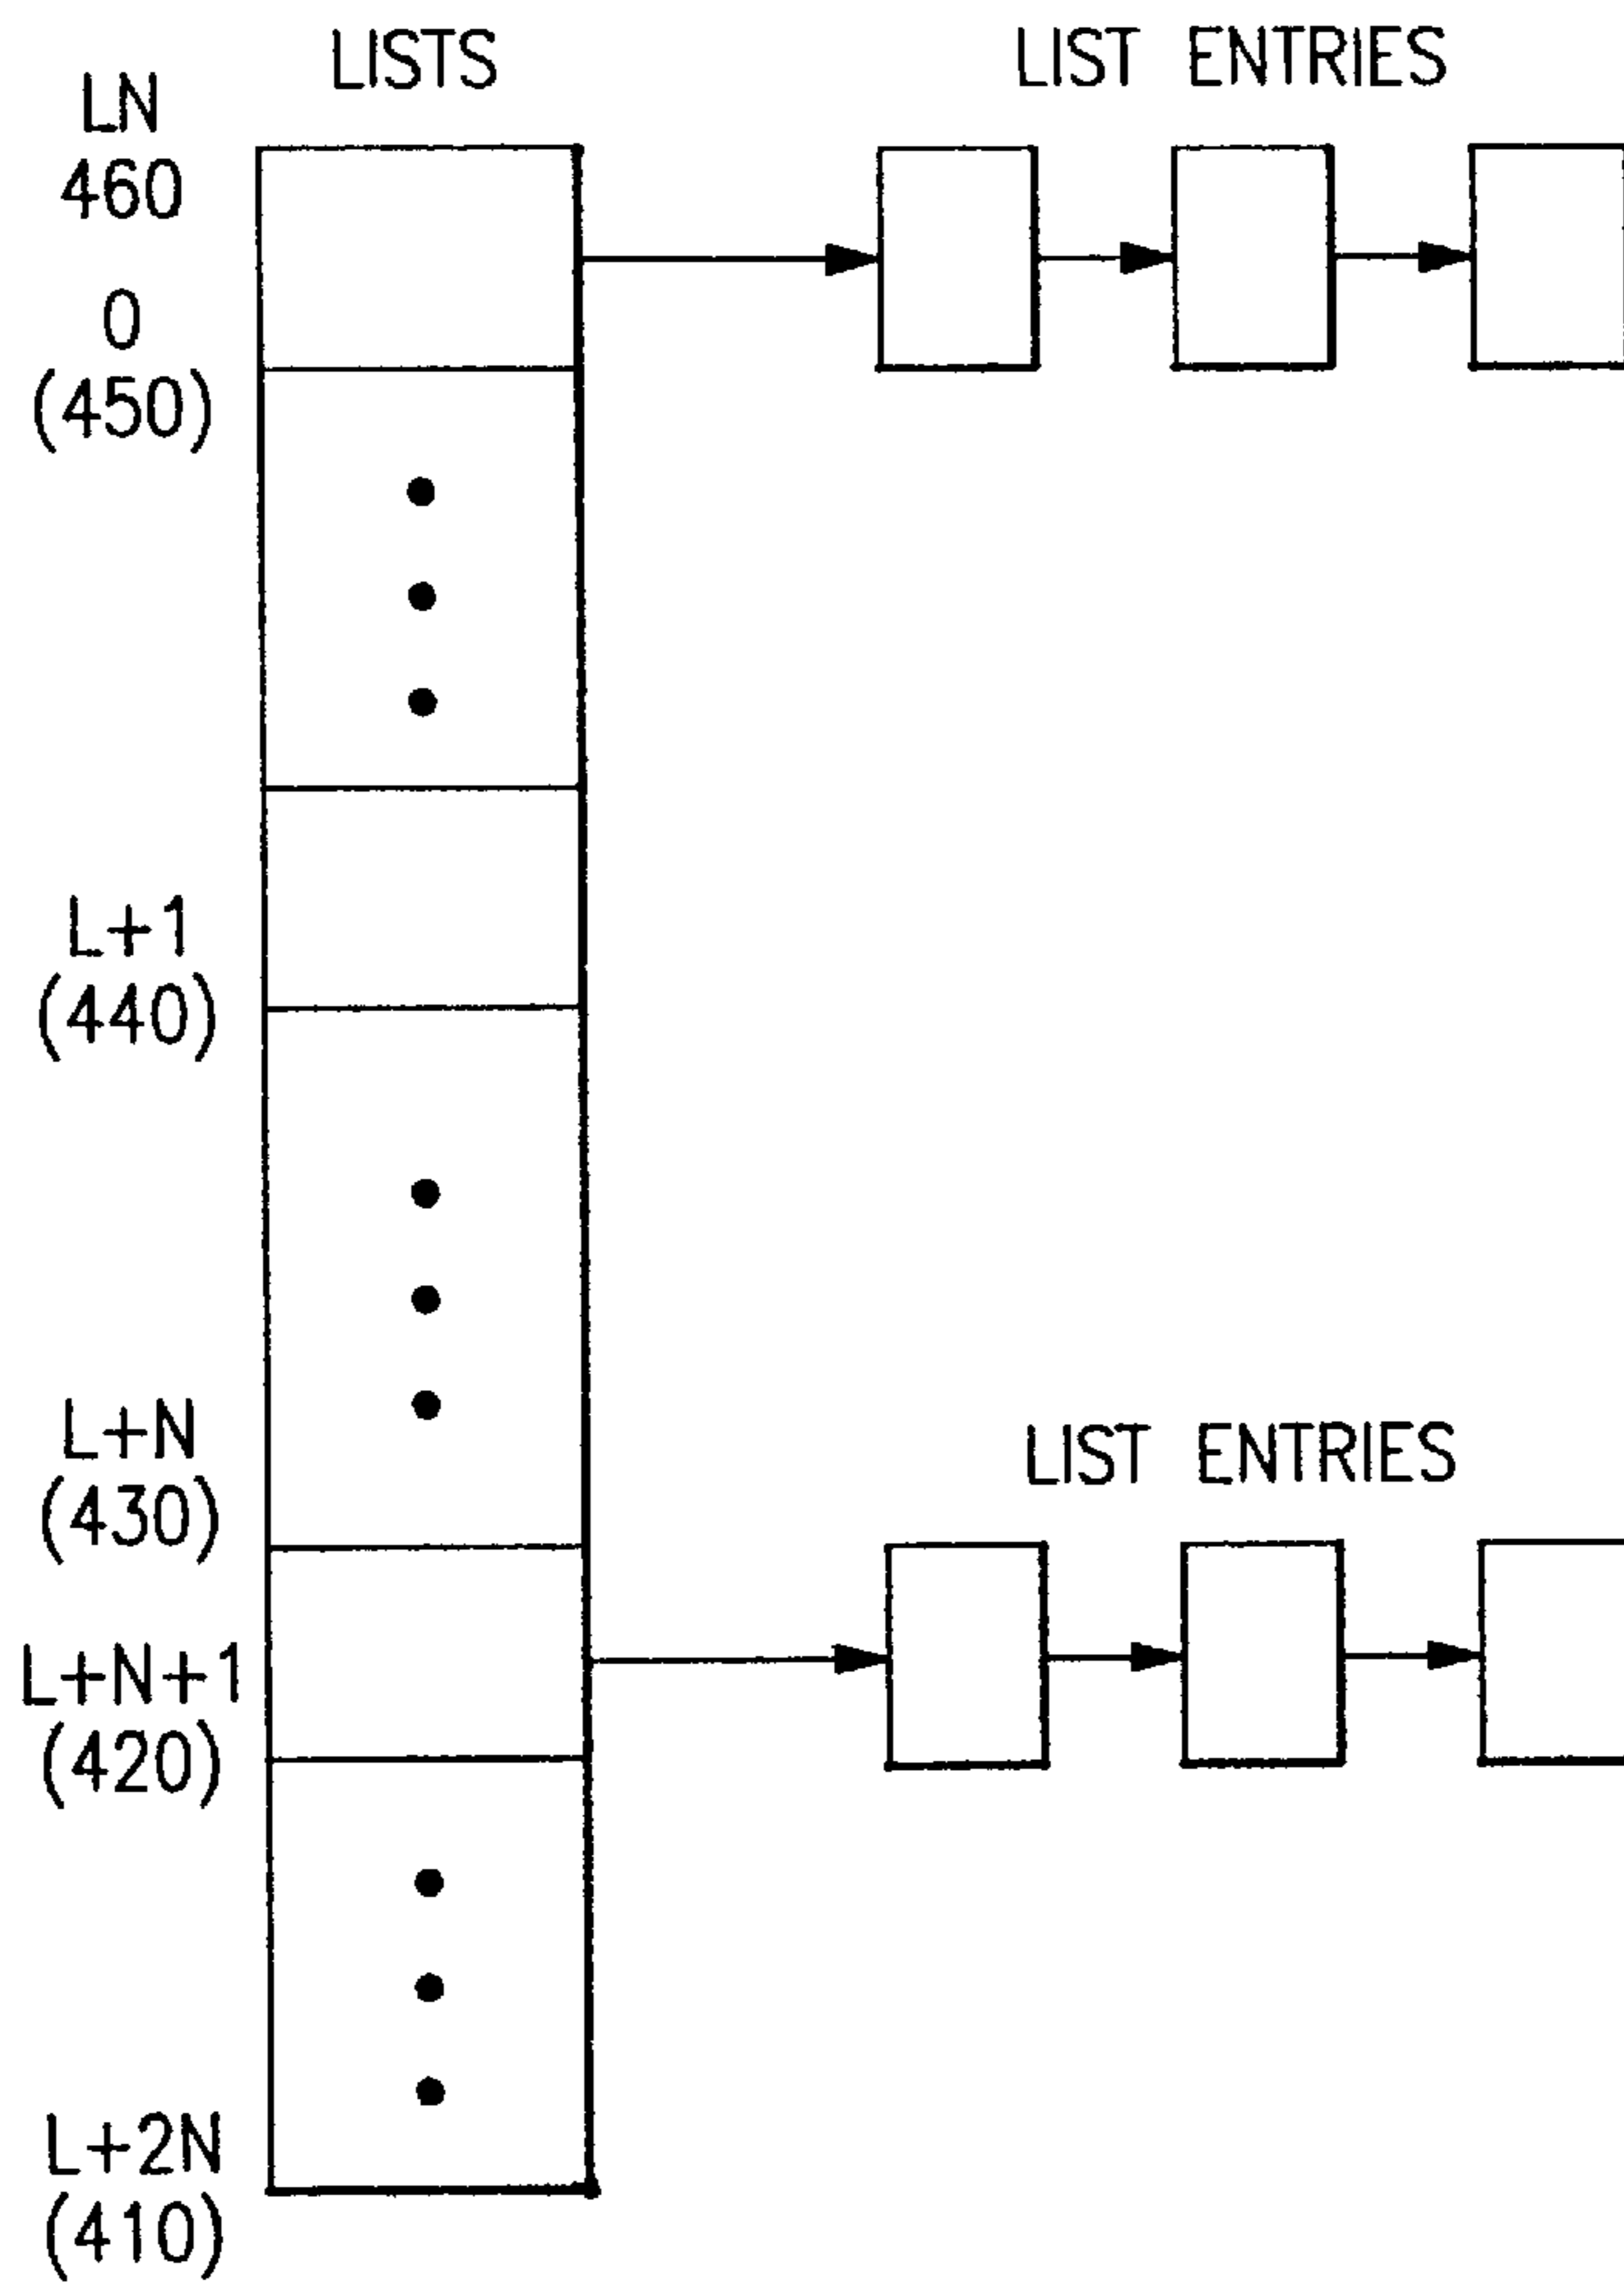 LISTS
LIST ENTRIES
LN
460
0
(450)
L+1
(440)
L+N
(430)
LIST ENTRIES
L+N+1
(420)
L+2N
(410)